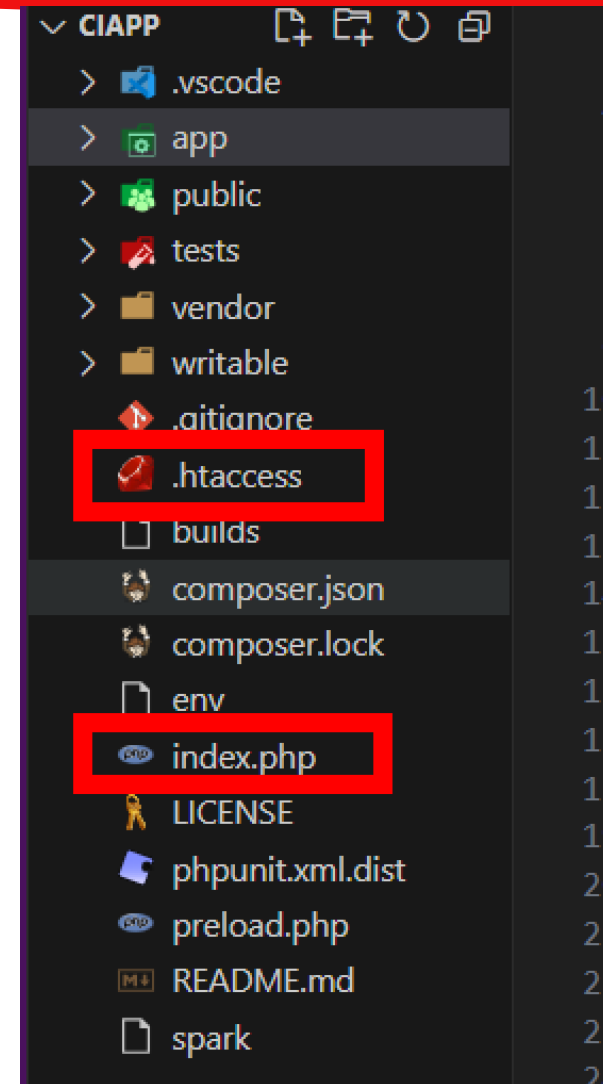 CIAPP
.vscode
app
public
tests
vendor
writable
.gitignore
.htaccess
builds
composer.json
composer.lock
env
index.php
LICENSE
phpunit.xml.dist
preload.php
README.md
spark